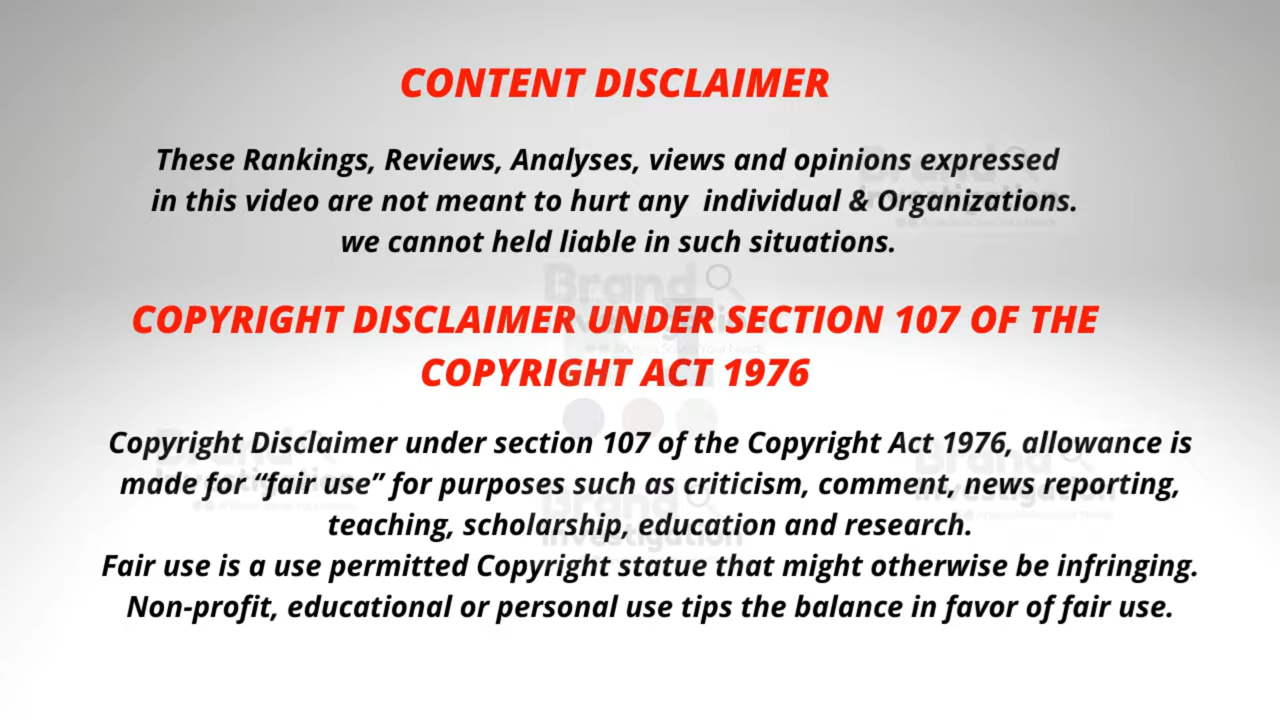 CONTENT DISCLAIMER
These Rankings, Reviews, Analyses, views and opinions expressed
in this video are not meant to hurt any individual & Organizations.
we cannot held liable in such situations.
Brand
COPYRIGHT DISCLAIMER UNDER SECTION 107 OF THE
COPYRIGHT ACT 1976
Copyright Disclaimer under section 107 of the Copyright Act 1976, allowance is
made for “fair use” for purposes such as criticism, comment, news reporting,
teaching, scholarship, education and research.
Fair use is a use permitted Copyright statue that might otherwise be infringing.
Non-profit, educational or personal use tips the balance in favor of fair use.